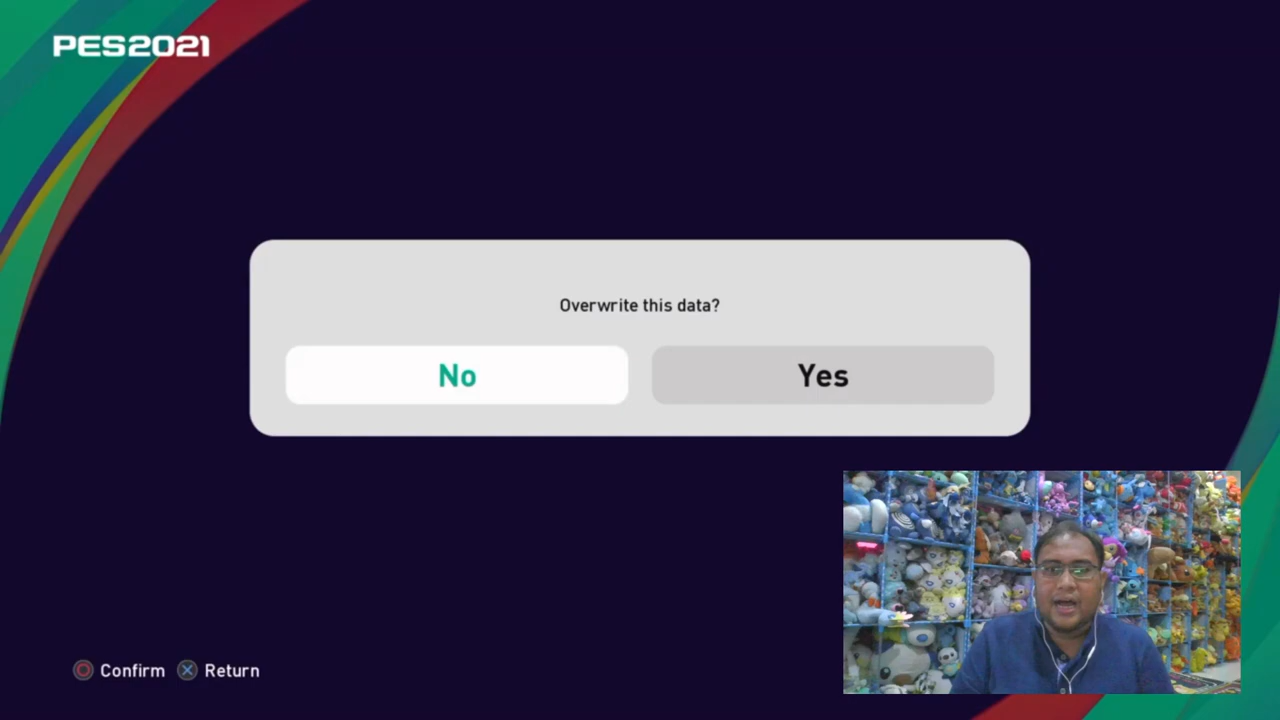 PES2021
Overwrite this data?
No
Yes
Confirm
Return